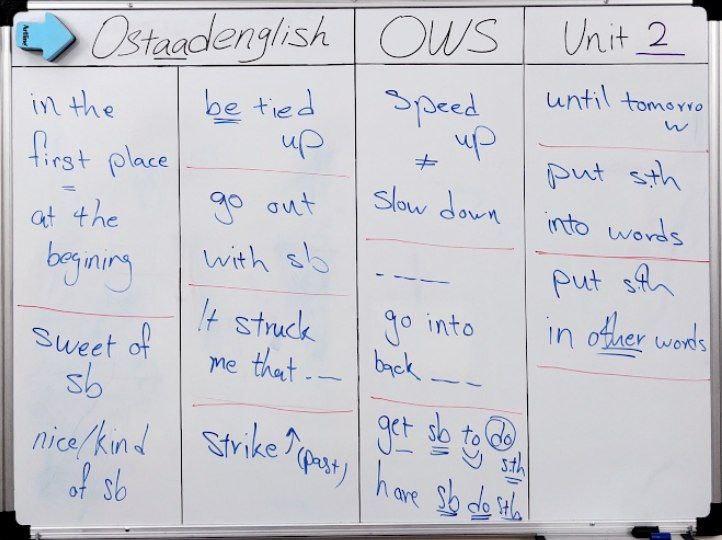 Artline
Ostaadenglish
OWS
Unit 2
in the
first place
=
at the
begining
sweet of
sb
nice/kind
of sb
be tied
up
go out
with sb
It struck
me that _ _
strike ↑ (past)
speed
up
≠
slow down
_ _ _ _
go into
back _ _ _
get sb to do
sth
have sb do sth
until tomorro
w
put sth
into words
put sth
in other words